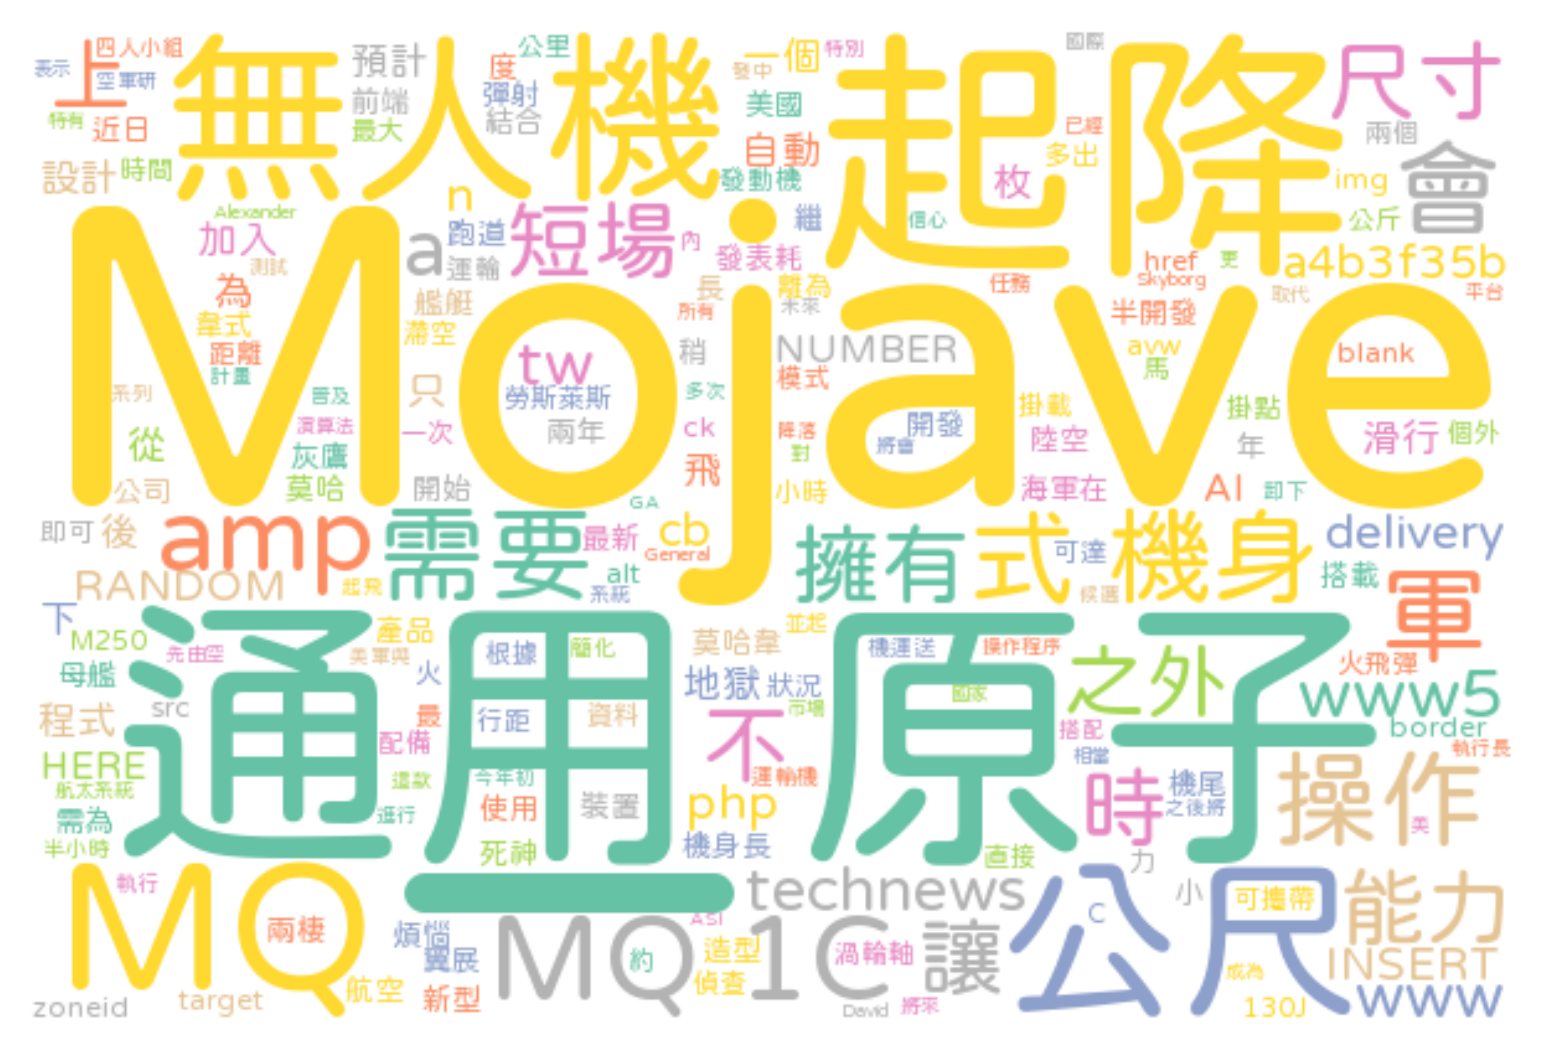 表示
上
四人小組
空軍研
特有
近日
設計
時間
無人機
預計
前端
最大
度
公里
彈射
結合
一個
特別
發中
美國
自動
發動機
起降
枚
國際
已經
多出
尺寸
兩個
img
會
公斤
信心
n
Alexander
加入
測試
a
跑道
運輸
短場
內
繼
發表耗
href
更
a4b3f35b
Skyborg
取代
平台
任務
長
離為
未來
為
韋式
距離
計畫
艦艇
滯空
Mojave
所有
稍
NUMBER
模式
半開發
avw
馬
blank
系列
普及
演算法
從
灰鷹
莫哈
公司
只
一次
開始
tw
勞斯萊斯
兩年
多次
ck
飛
降落
對
小時
開發
將會
掛載
陸空
海軍在
掛點
年
AI
卸下
滑行
個外
GA
即可
後
amp
需要
最新
cb
General
alt
系統
RANDOM
起飛
擁有
式
可達
機身
候選
delivery
搭載
軍
下
M250
先由空
母艦
src
程式
HERE
航太系統
需為
半小時
通用
產品
美軍與
火
最
配備
這款
進行
根據
簡化
行距
資料
今年初
使用
裝置
死神
莫哈韋
並起
地獄
狀況
市場
不
運輸機
php
機身長
原子
機運送
操作程序
國家
之外
搭配
相當
時
機尾
之後將
直接
力
火飛彈
www5
border
執行長
操作
美
MQ
執行
兩棲
一
煩惱
翼展
航空
新型
zoneid
target
MQ
ASI
約
造型
偵查
1C
technews
渦輪軸
讓
David
將來
公尺
C
小
可攜帶
成為
130J
能力
INSERT
www